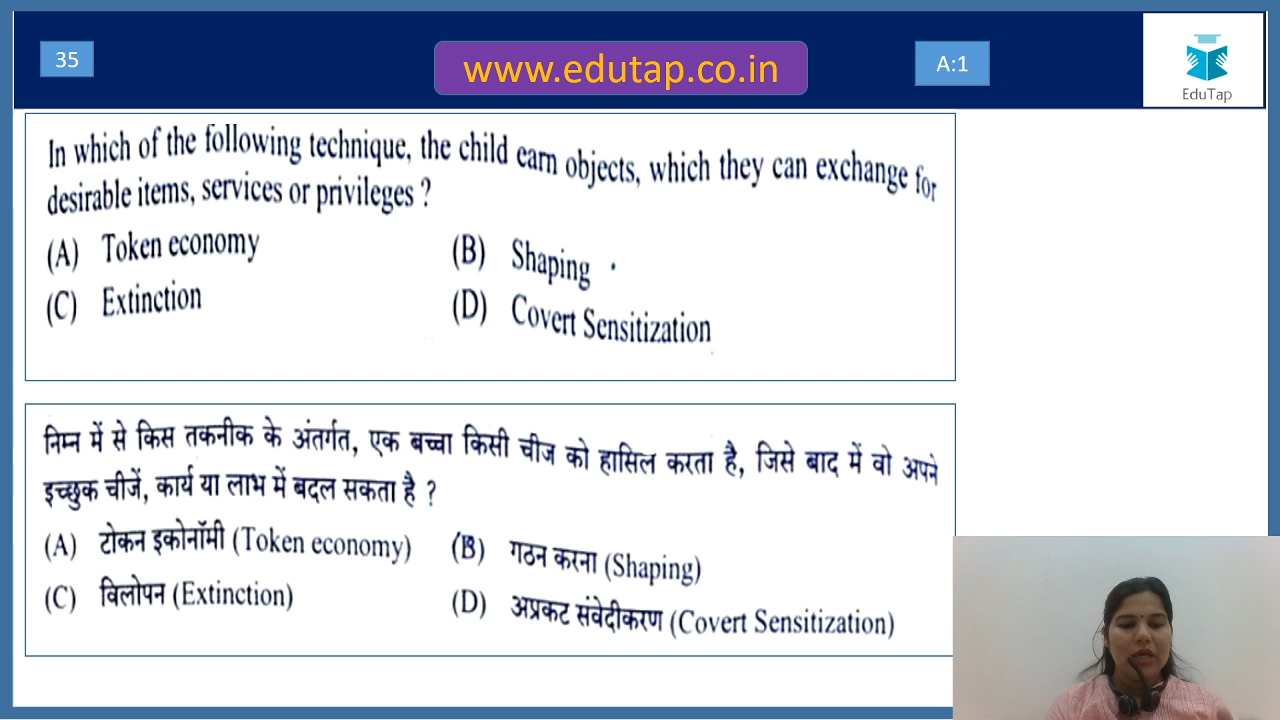 35
www.edutap.co.in
A:1
EduTap
In which of the following technique, the child earn objects, which they can exchange for
desirable items, services or privileges ?
(A) Token economy
(B) Shaping
(C) Extinction
(D) Covert Sensitization
निम्न में से किस तकनीक के अंतर्गत, एक बच्चा किसी चीज को हासिल करता है, जिसे बाद में वो अपने
इच्छुक चीजें, कार्य या लाभ में बदल सकता है ?
(A) टोकन इकोनॉमी (Token economy)
(B) गठन करना (Shaping)
(C) विलोपन (Extinction)
(D) अप्रकट संवेदीकरण (Covert Sensitization)